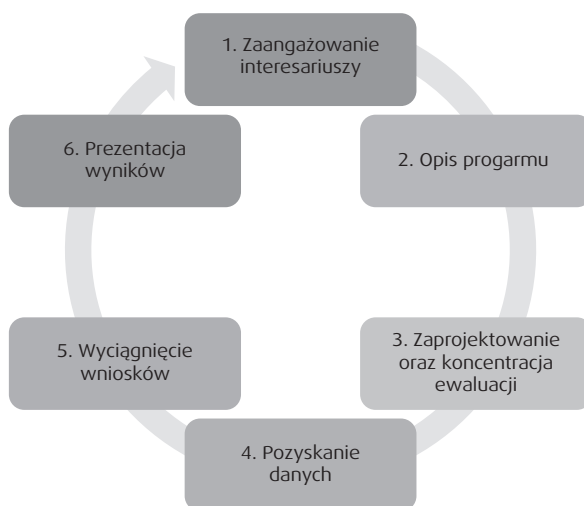 1. Zaangażowanie
interesariuszy
2. Opis progarmu
3. Zaprojektowanie
oraz koncentracja
ewaluacji
4. Pozyskanie
danych
5. Wyciągnięcie
wniosków
6. Prezentacja
wyników